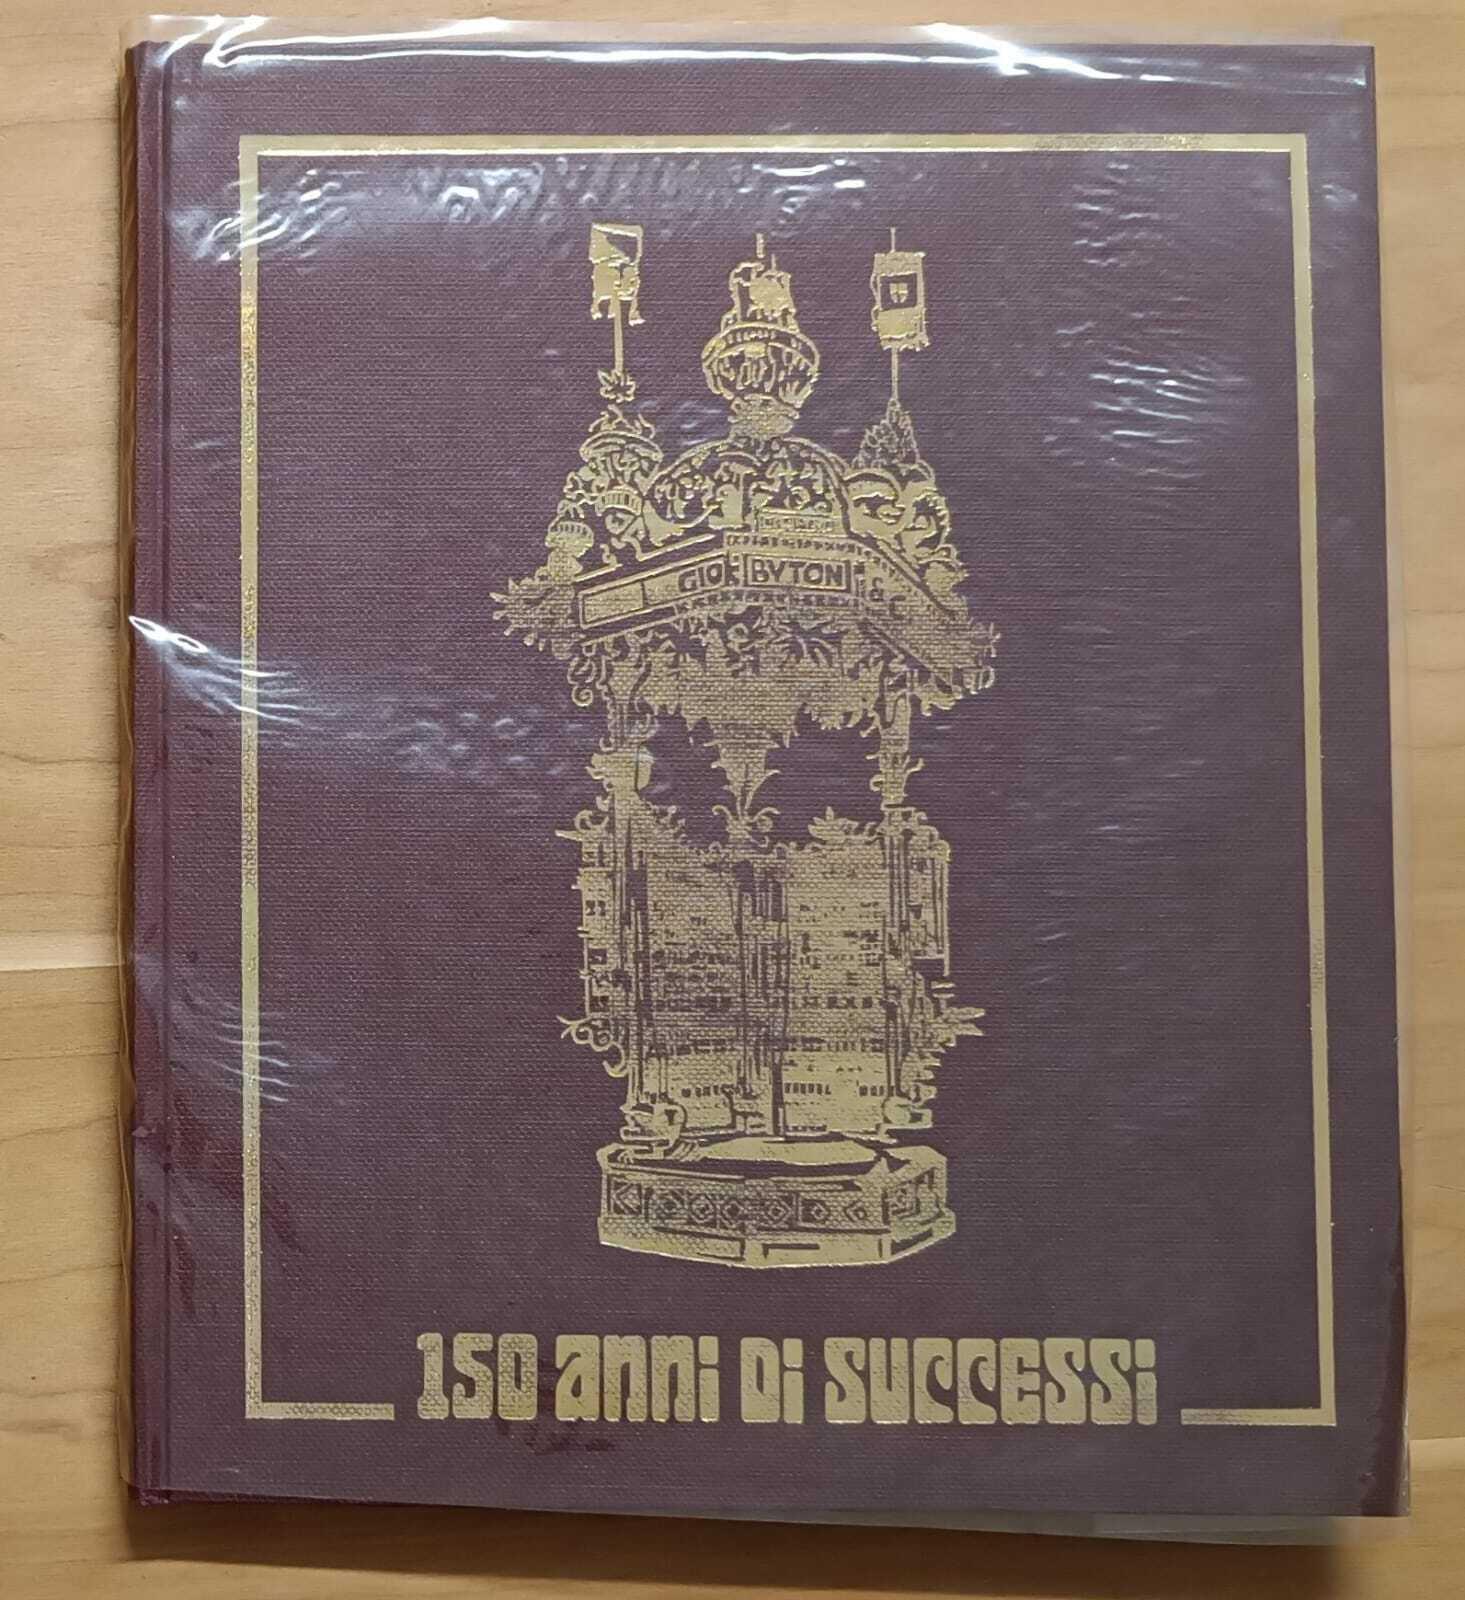 GIO: BYTON & C.
150 anni Di SUCCESSi